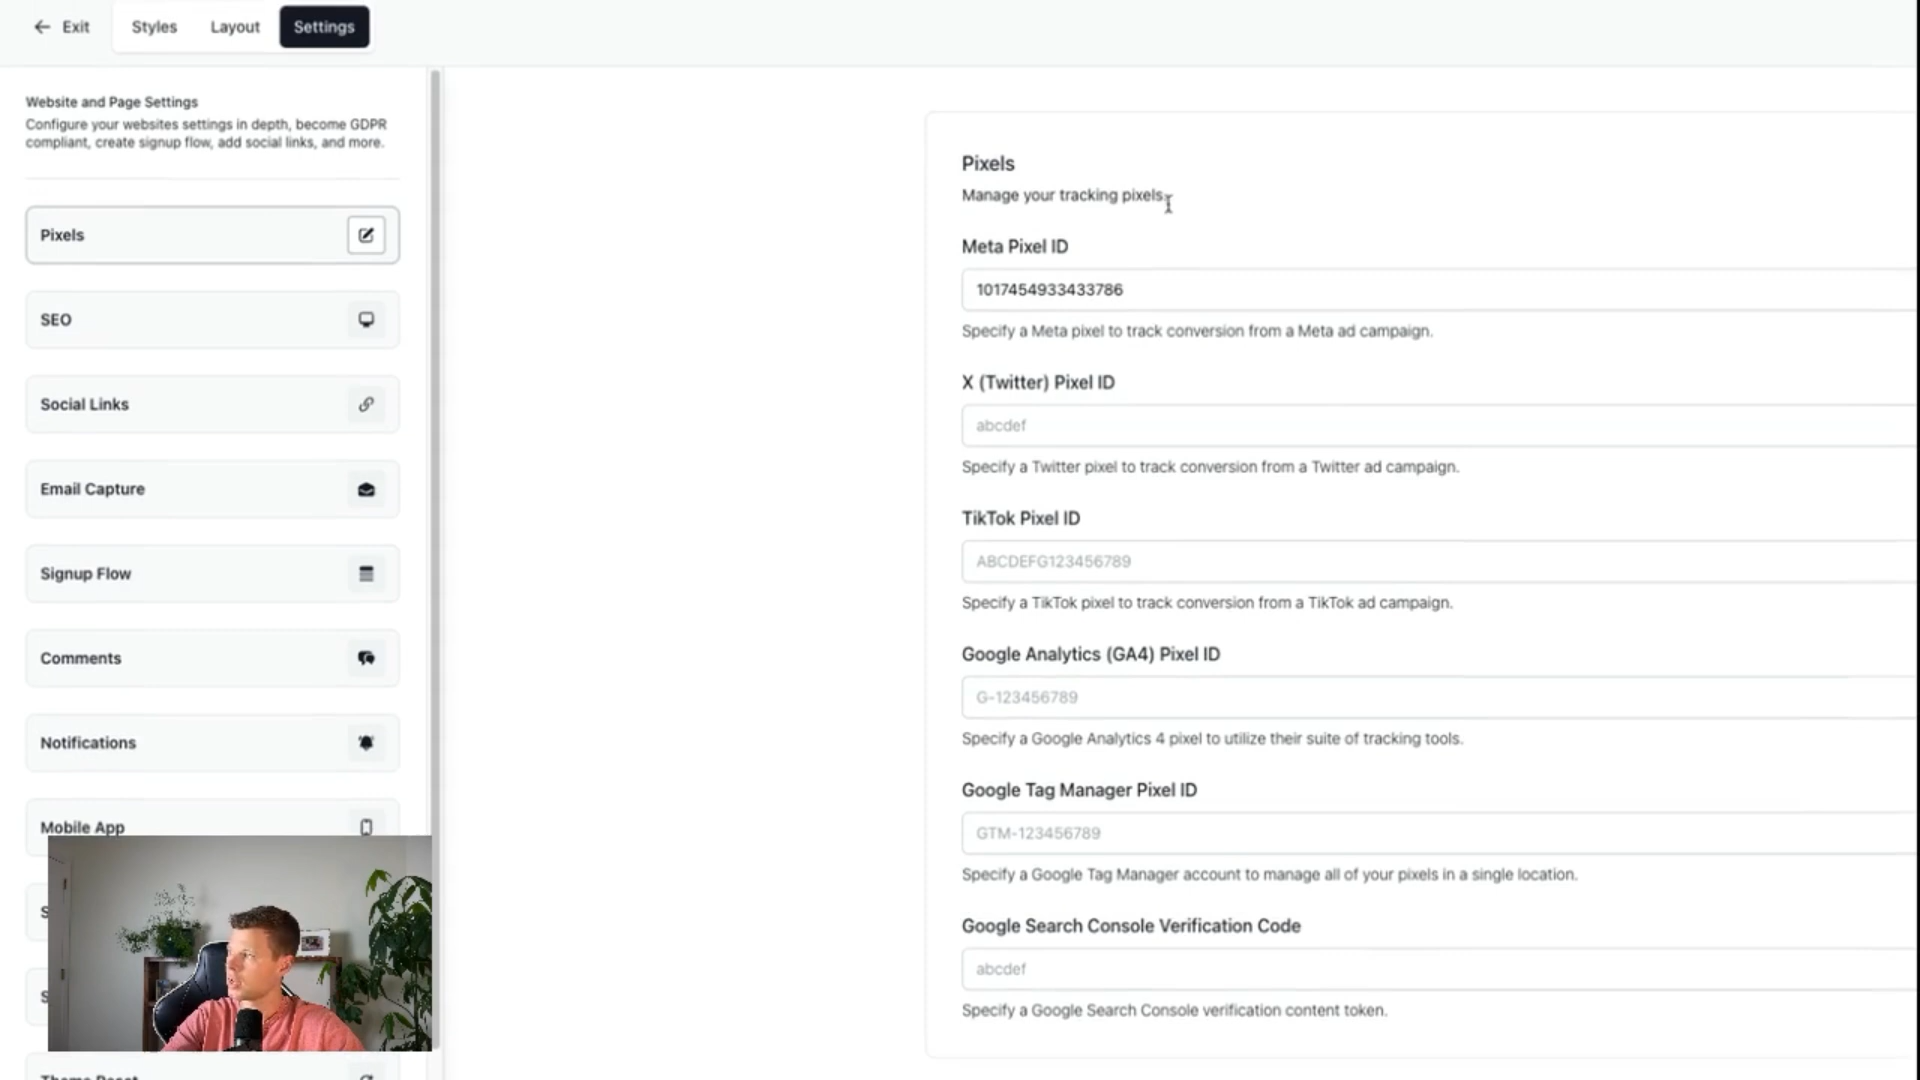 Exit
Styles
Layout
Settings
Website and Page Settings
Configure your websites settings in depth, become GDPR
compliant, create signup flow, add social links, and more.
Pixels
SEO
Social Links
Email Capture
Signup Flow
Comments
Notifications
Mobile App
Pixels
Manage your tracking pixels.
Meta Pixel ID
1017454933433786
Specify a Meta pixel to track conversion from a Meta ad campaign.
X (Twitter) Pixel ID
abcdef
Specify a Twitter pixel to track conversion from a Twitter ad campaign.
TikTok Pixel ID
ABCDEFG123456789
Specify a TikTok pixel to track conversion from a TikTok ad campaign.
Google Analytics (GA4) Pixel ID
G-123456789
Specify a Google Analytics 4 pixel to utilize their suite of tracking tools.
Google Tag Manager Pixel ID
GTM-123456789
Specify a Google Tag Manager account to manage all of your pixels in a single location.
Google Search Console Verification Code
abcdef
Specify a Google Search Console verification content token.